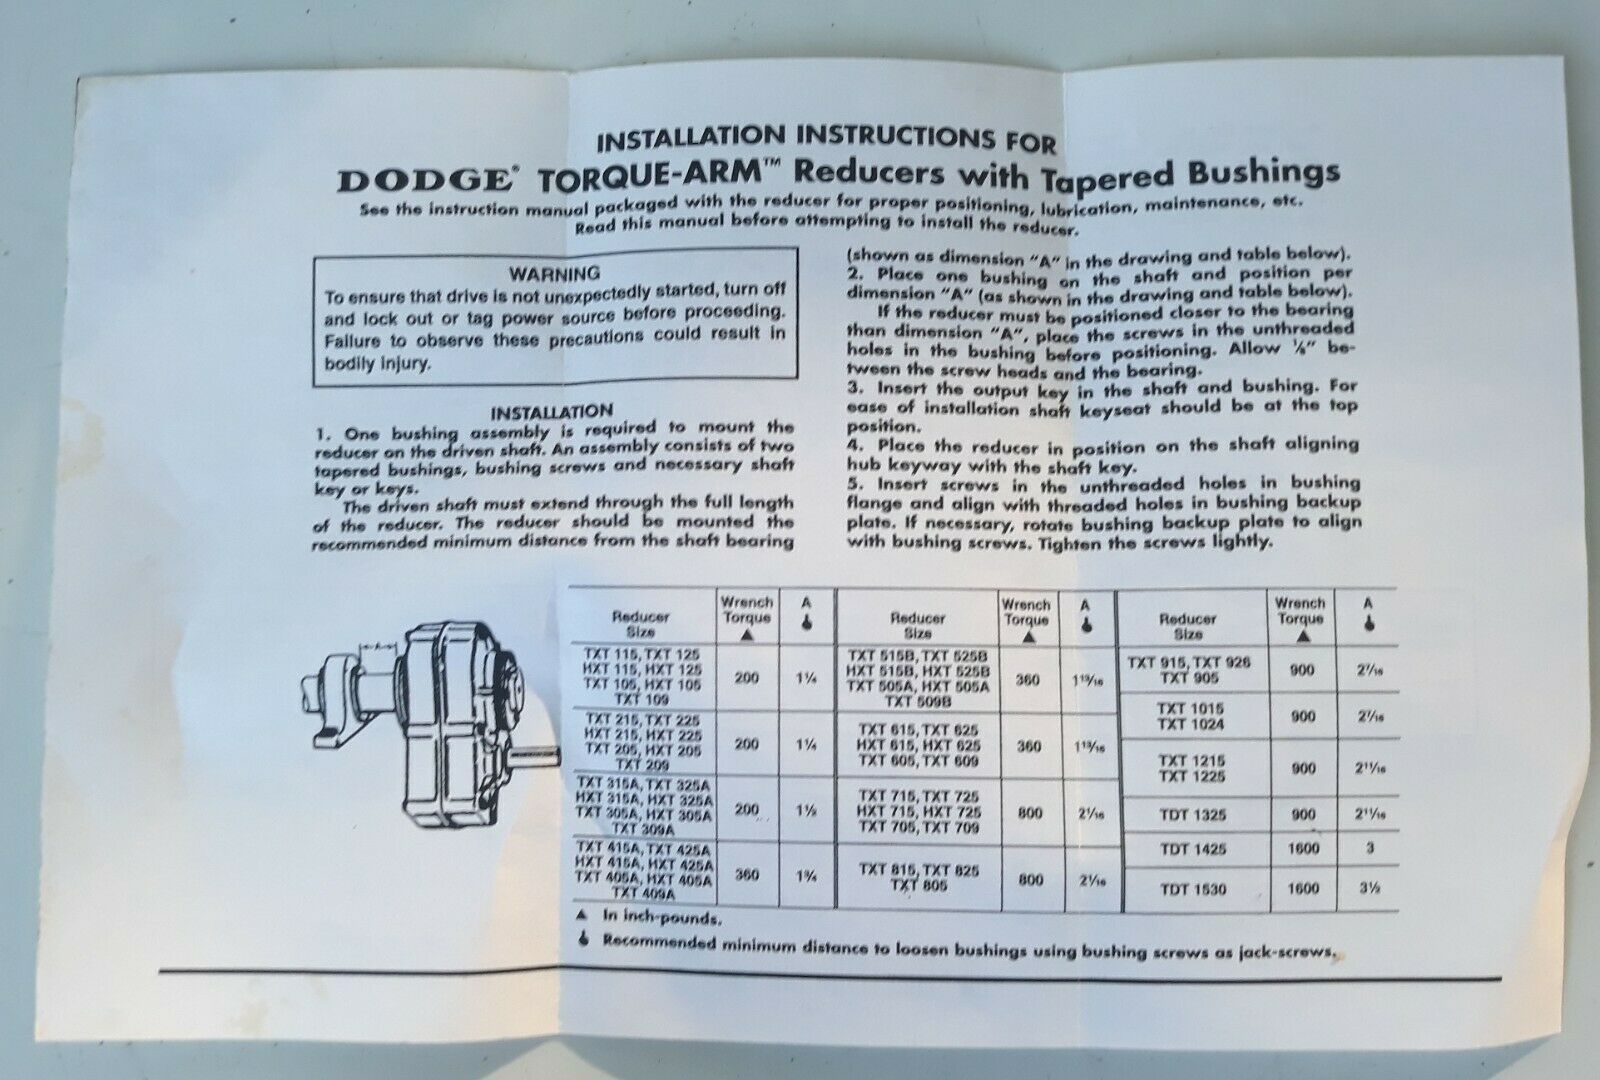 INSTALLATION INSTRUCTIONS FOR
DODGE® TORQUE-ARM™ Reducers with Tapered Bushings
See the instruction manual packaged with the reducer for proper positioning, lubrication, maintenance, etc.
Read this manual before attempting to install the reducer.
WARNING
To ensure that drive is not unexpectedly started, turn off
and lock out or tag power source before proceeding.
Failure to observe these precautions could result in
bodily injury.
INSTALLATION
1. One bushing assembly is required to mount the
reducer on the driven shaft. An assembly consists of two
tapered bushings, bushing screws and necessary shaft
key or keys.
The driven shaft must extend through the full length
of the reducer. The reducer should be mounted the
recommended minimum distance from the shaft bearing
(shown as dimension "A" in the drawing and table below).
2. Place one bushing on the shaft and position per
dimension "A" (as shown in the drawing and table below).
If the reducer must be positioned closer to the bearing
than dimension "A", place the screws in the unthreaded
holes in the bushing before positioning. Allow ⅛" be-
tween the screw heads and the bearing.
3. Insert the output key in the shaft and bushing. For
ease of installation shaft keyseat should be at the top
position.
4. Place the reducer in position on the shaft aligning
hub keyway with the shaft key.
5. Insert screws in the unthreaded holes in bushing
flange and align with threaded holes in bushing backup
plate. If necessary, rotate bushing backup plate to align
with bushing screws. Tighten the screws lightly.
A
Reducer
Size
Wrench
Torque
▲
A
TXT 115, TXT 125
HXT 115, HXT 125
TXT 105, HXT 105
TXT 109
200
1¼
TXT 215, TXT 225
HXT 215, HXT 225
TXT 205, HXT 205
TXT 209
200
1¼
TXT 315A, TXT 325A
HXT 315A, HXT 325A
TXT 305A, HXT 305A
TXT 309A
200
1½
TXT 415A, TXT 425A
HXT 415A, HXT 425A
TXT 405A, HXT 405A
TXT 409A
360
1¾
Reducer
Size
Wrench
Torque
▲
A
TXT 515B, TXT 525B
HXT 515B, HXT 525B
TXT 505A, HXT 505A
TXT 509B
360
1¹³/₁₆
TXT 615, TXT 625
HXT 615, HXT 625
TXT 605, TXT 609
360
1¹³/₁₆
TXT 715, TXT 725
HXT 715, HXT 725
TXT 705, TXT 709
800
2¹/₁₆
TXT 815, TXT 825
TXT 805
800
2¹/₁₆
Reducer
Size
Wrench
Torque
▲
A
TXT 915, TXT 926
TXT 905
900
2⁷/₁₆
TXT 1015
TXT 1024
900
2⁷/₁₆
TXT 1215
TXT 1225
900
2¹¹/₁₆
TDT 1325
900
2¹¹/₁₆
TDT 1425
1600
3
TDT 1530
1600
3½
▲ In inch-pounds.
Recommended minimum distance to loosen bushings using bushing screws as jack-screws.